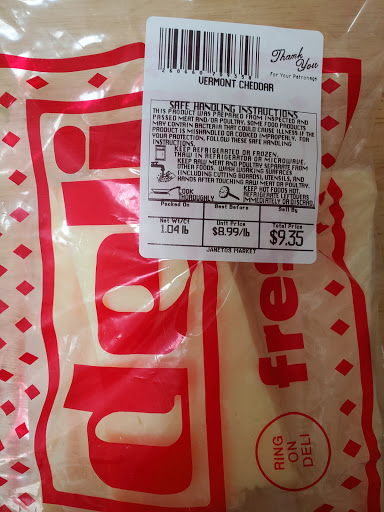 Thank
You
For Your Patronage
VERMONT CHEDDAR
SAFE HANDLING INSTRUCTIONS
THIS PRODUCT WAS PREPARED FROM INSPECTED AND
PASSED MEAT AND/OR POULTRY. SOME FOOD PRODUCTS
MAY CONTAIN BACTERIA THAT COULD CAUSE ILLNESS IF THE
PRODUCT IS MISHANDLED OR COOKED IMPROPERLY. FOR
YOUR PROTECTION, FOLLOW THESE SAFE HANDLING
INSTRUCTIONS.
KEEP REFRIGERATED OR FROZEN.
THAW IN REFRIGERATOR OR MICROWAVE.
KEEP RAW MEAT AND POULTRY SEPARATE FROM
OTHER FOODS. WASH WORKING SURFACES
(INCLUDING CUTTING BOARDS), UTENSILS, AND
HANDS AFTER TOUCHING RAW MEAT OR POULTRY.
COOK
THOROUGHLY
KEEP HOT FOODS HOT.
REFRIGERATE LEFTOVERS
IMMEDIATELY OR DISCARD.
Packed On Best Before Sell By
Net Wt/Ct Unit Price Total Price
1.04 lb $8.99/lb $9.35
JANETOS MARKET
deli
fres
RING
ON
DELI